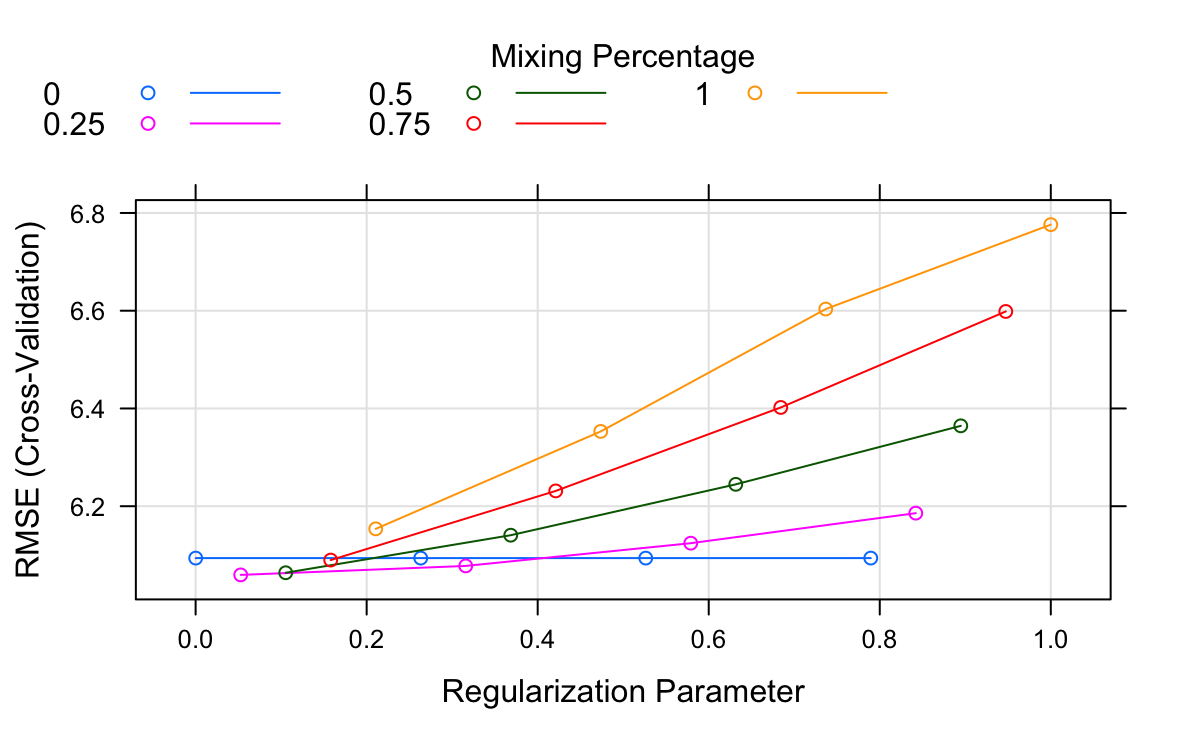 Mixing Percentage
0 0.5 1
0.25 0.75
RMSE (Cross-Validation)
6.8
6.6
6.4
6.2
0.0 0.2 0.4 0.6 0.8 1.0
Regularization Parameter